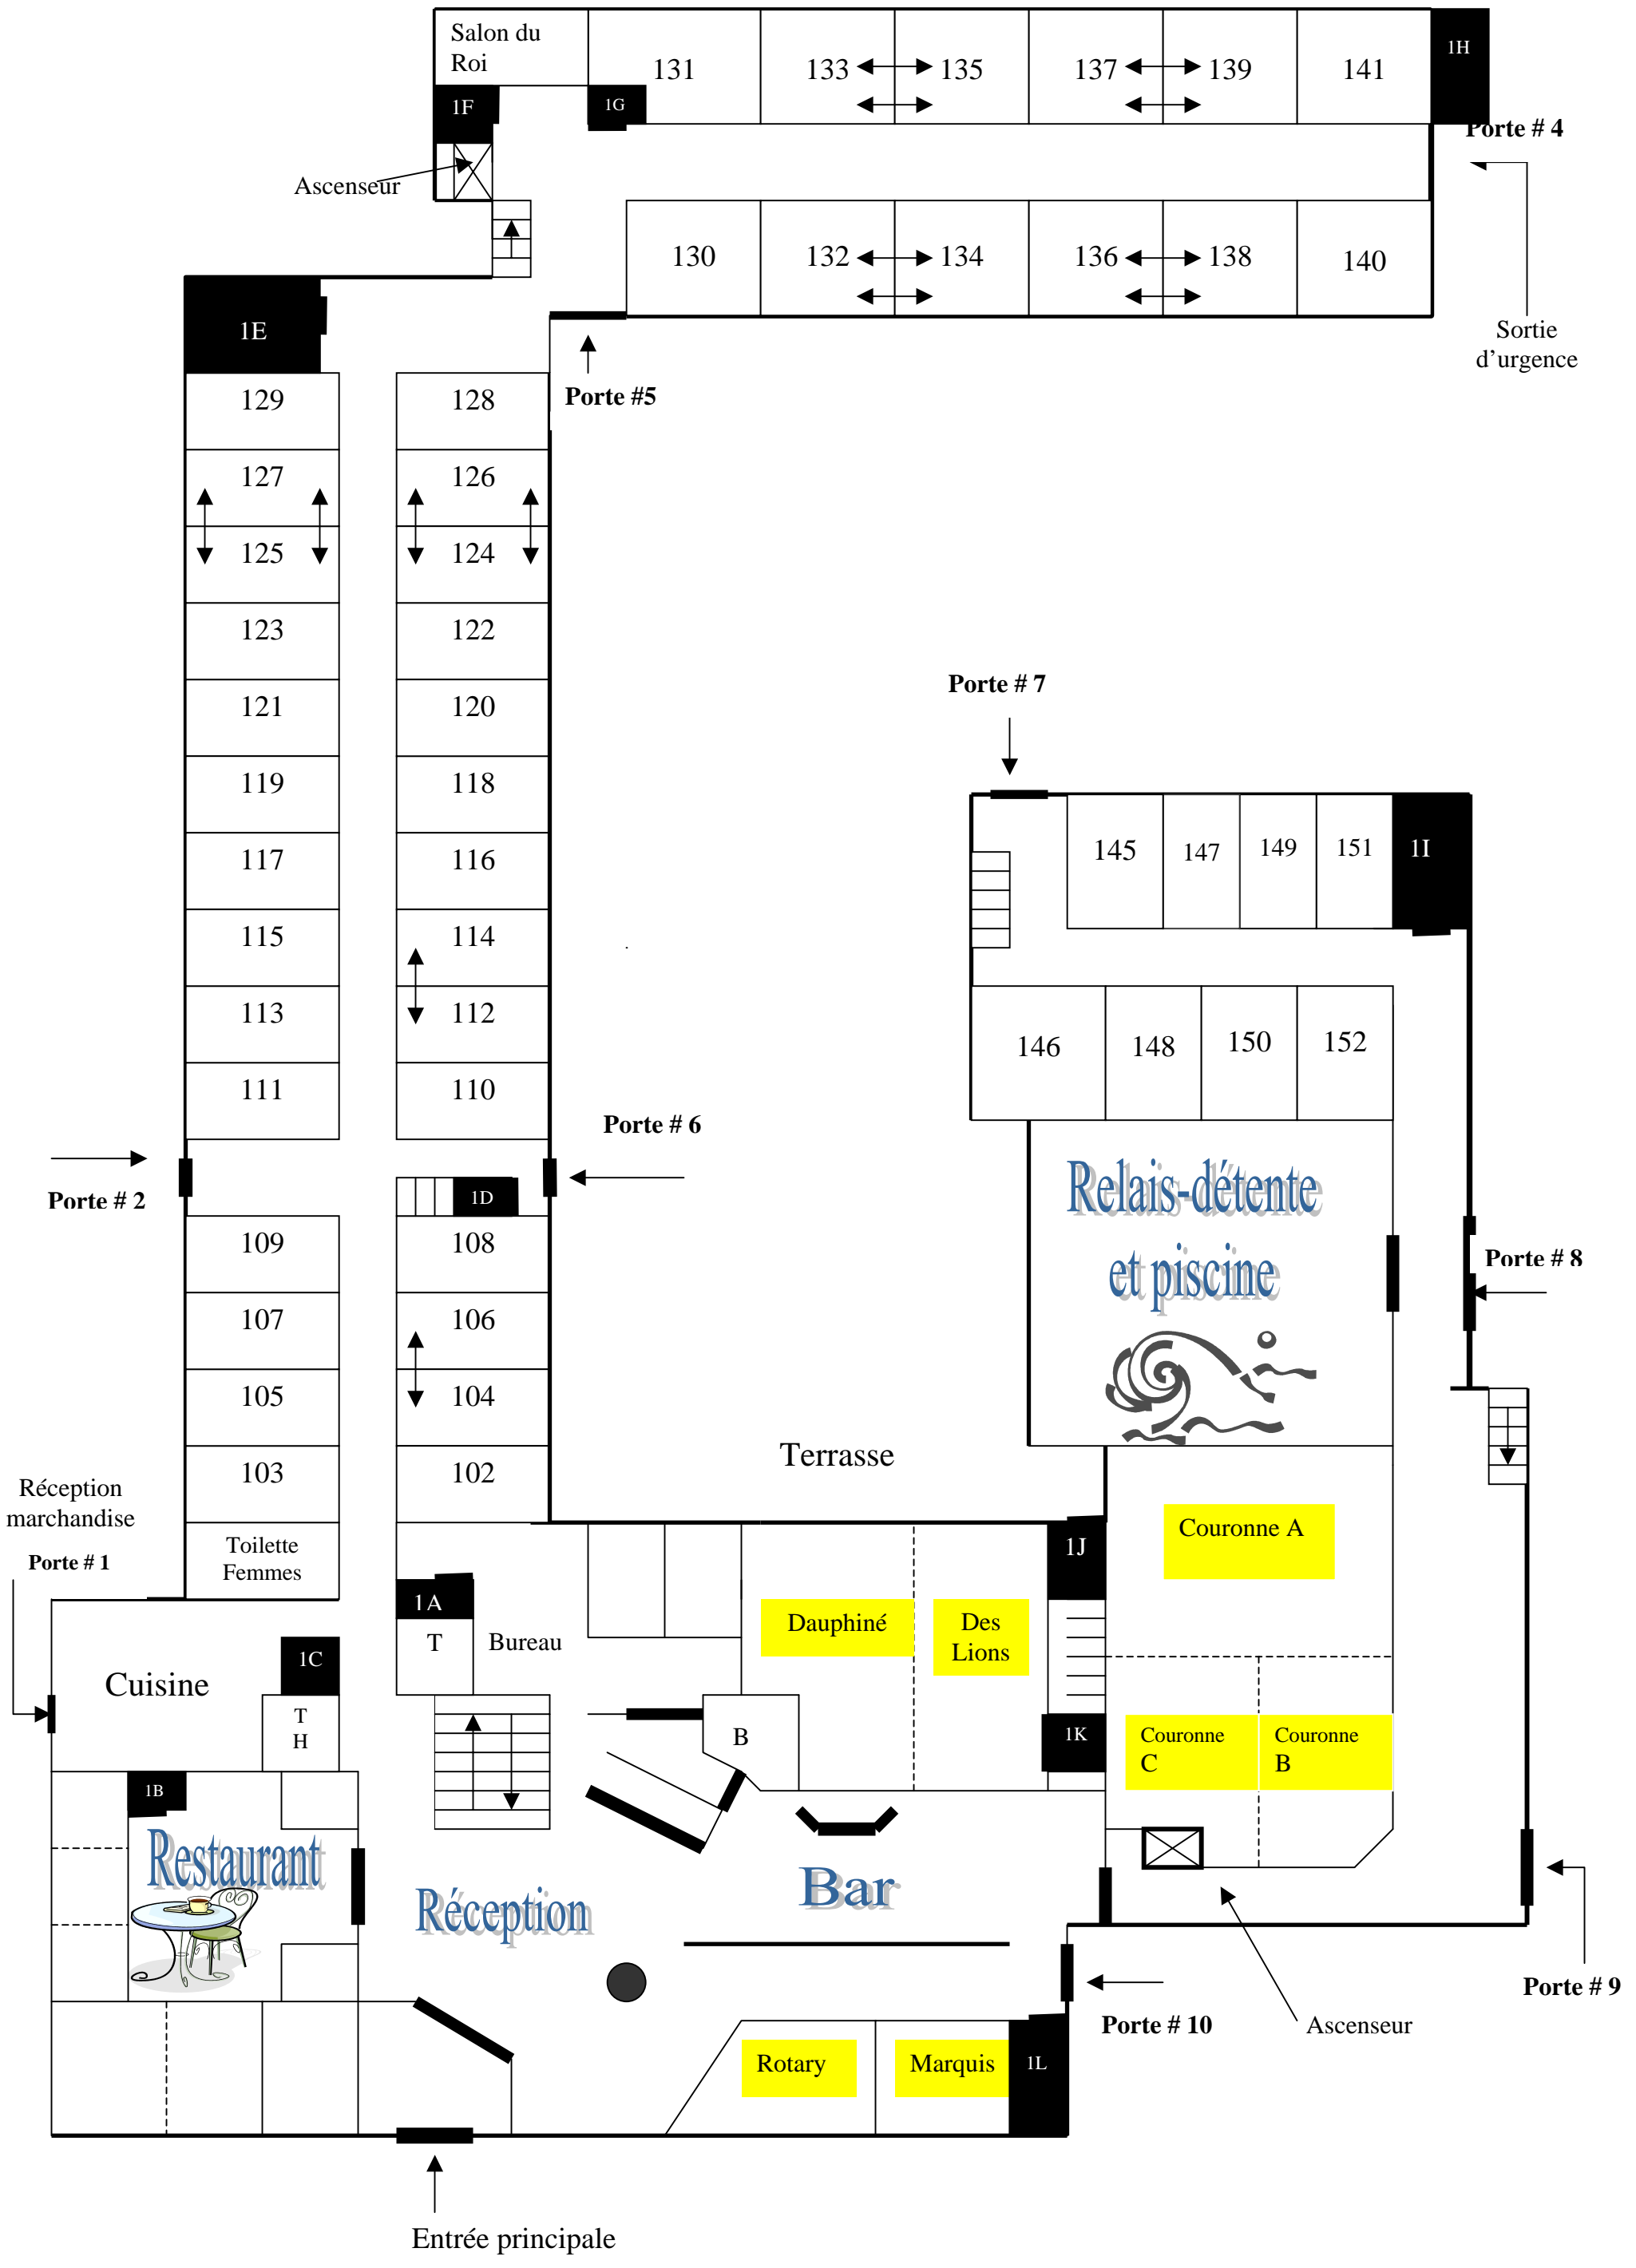 Salon du
Roi
131
133
135
137
139
141
1H
1F
1G
Porte # 4
Ascenseur
130
132
134
136
138
140
1E
Sortie
d'urgence
Porte #5
129
128
127
126
125
124
123
122
121
120
Porte # 7
119
118
117
116
145
147
149
151
1I
115
114
113
112
146
148
150
152
111
110
Porte # 6
Porte # 2
1D
Relais-détente
et piscine
109
108
Porte # 8
107
106
105
104
Terrasse
103
102
Réception
marchandise
Porte # 1
Toilette
Femmes
Couronne A
1J
1A
Dauphiné
Des
Lions
T
Bureau
1C
Cuisine
T
H
B
1K
Couronne
C
Couronne
B
1B
Restaurant
Réception
Bar
Porte # 9
Porte # 10
Ascenseur
Rotary
Marquis
1L
Entrée principale